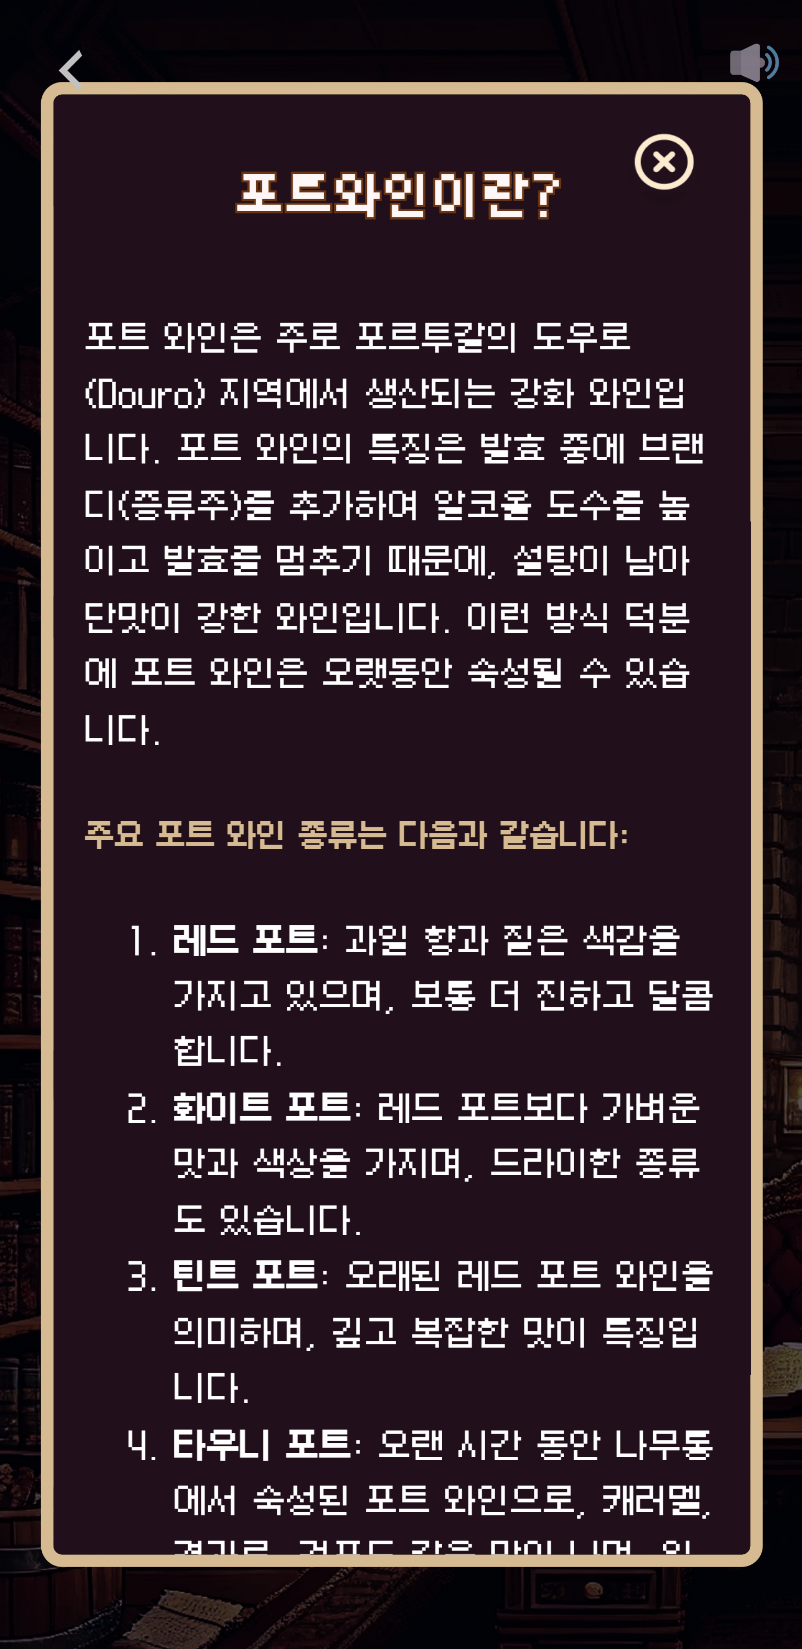 포트와인이란?
포트 와인은 주로 포르투갈의 도우로
(Douro) 지역에서 생산되는 강화 와인입
니다. 포트 와인의 특징은 발효 중에 브랜
디(증류주)를 추가하여 알코올 도수를 높
이고 발효를 멈추기 때문에, 설탕이 남아
단맛이 강한 와인입니다. 이런 방식 덕분
에 포트 와인은 오랫동안 숙성될 수 있습
니다.
주요 포트 와인 종류는 다음과 같습니다:
1. 레드 포트: 과일 향과 짙은 색감을
가지고 있으며, 보통 더 진하고 달콤
합니다.
2. 화이트 포트: 레드 포트보다 가벼운
맛과 색상을 가지며, 드라이한 종류
도 있습니다.
3. 틴트 포트: 오래된 레드 포트 와인을
의미하며, 깊고 복잡한 맛이 특징입
니다.
4. 타우니 포트: 오랜 시간 동안 나무통
에서 숙성된 포트 와인으로, 캐러멜,